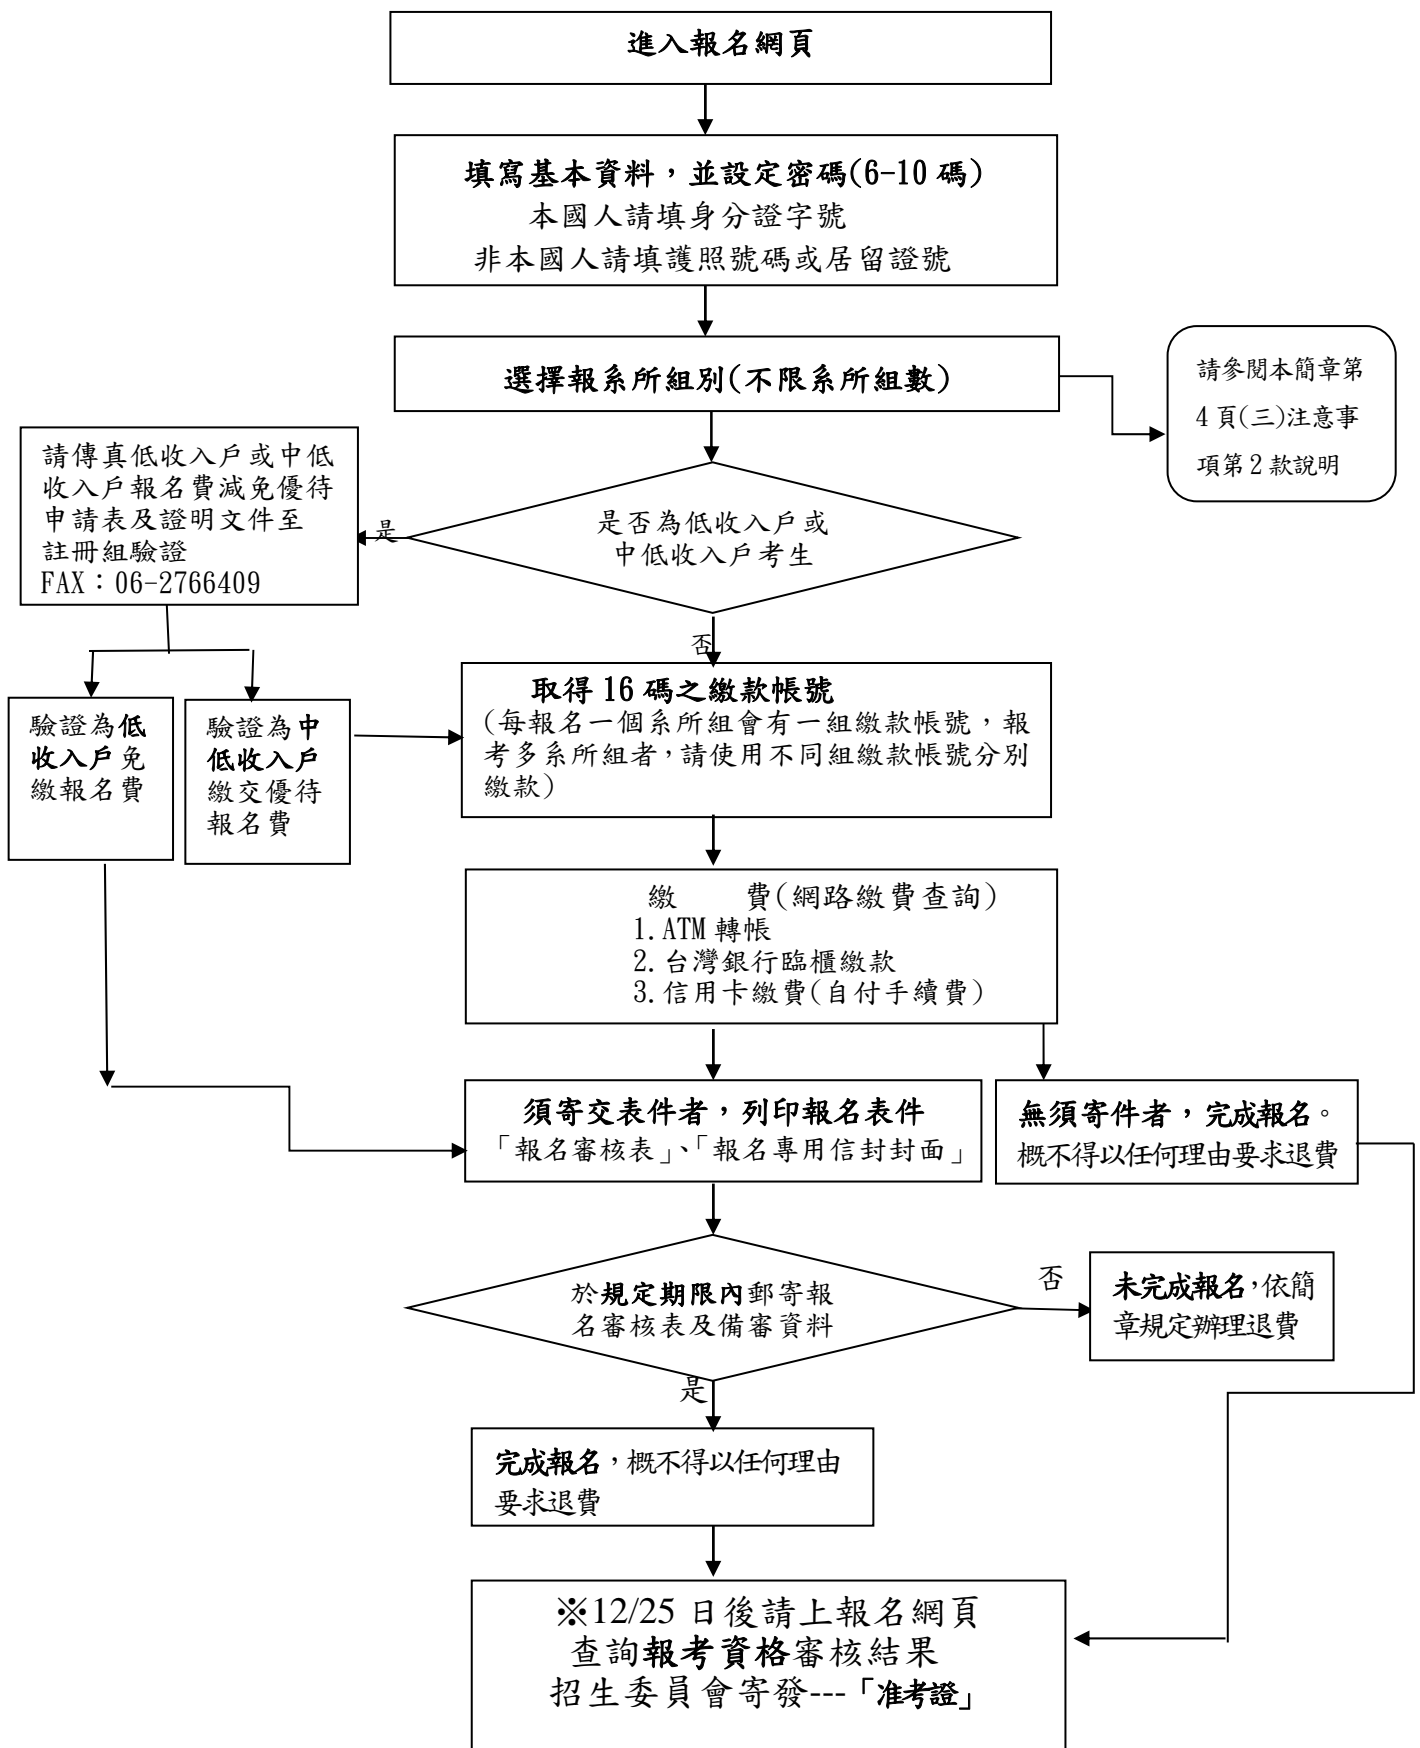 進入報名網頁
填寫基本資料，並設定密碼(6-10 碼)
本國人請填身分證字號
非本國人請填護照號碼或居留證號
選擇報系所組別(不限系所組數)
請參閱本簡章第
4 頁(三)注意事
項第 2 款說明
請傳真低收入戶或中低
收入戶報名費減免優待
申請表及證明文件至
註冊組驗證
FAX：06-2766409
是
是否為低收入戶或
中低收入戶考生
否
驗證為低
收入戶免
繳報名費
驗證為中
低收入戶
繳交優待
報名費
取得 16 碼之繳款帳號
(每報名一個系所組會有一組繳款帳號，報
考多系所組者，請使用不同組繳款帳號分別
繳款)
繳　　費(網路繳費查詢)
1. ATM 轉帳
2. 台灣銀行臨櫃繳款
3. 信用卡繳費(自付手續費)
須寄交表件者，列印報名表件
「報名審核表」、「報名專用信封封面」
無須寄件者，完成報名。
概不得以任何理由要求退費
於規定期限內郵寄報
名審核表及備審資料
否
未完成報名，依簡
章規定辦理退費
是
完成報名，概不得以任何理由
要求退費
※12/25 日後請上報名網頁
查詢報考資格審核結果
招生委員會寄發---「准考證」